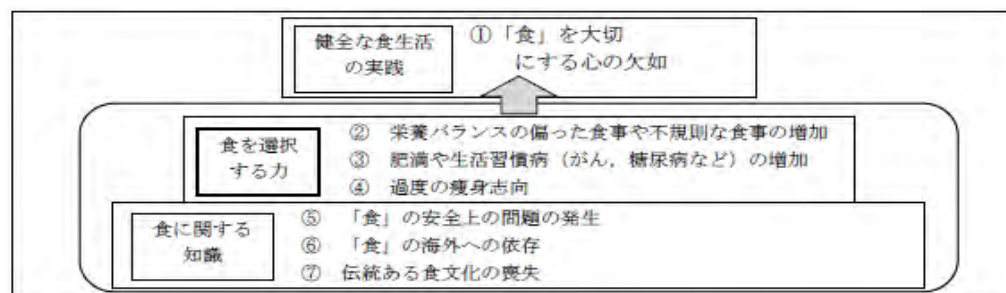 健全な食生活
の実践
①「食」を大切
にする心の欠如
食を選択
する力
② 栄養バランスの偏った食事や不規則な食事の増加
③ 肥満や生活習慣病（がん，糖尿病など）の増加
④ 過度の痩身志向
食に関する
知識
⑤ 「食」の安全上の問題の発生
⑥ 「食」の海外への依存
⑦ 伝統ある食文化の喪失